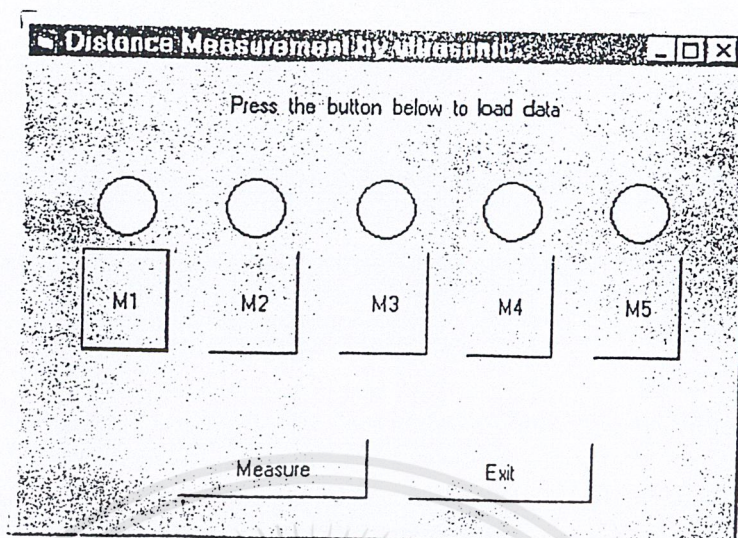 Distance Measurement by Ultrasonic
Press the button below to load data
M1 M2 M3 M4 M5
Measure Exit